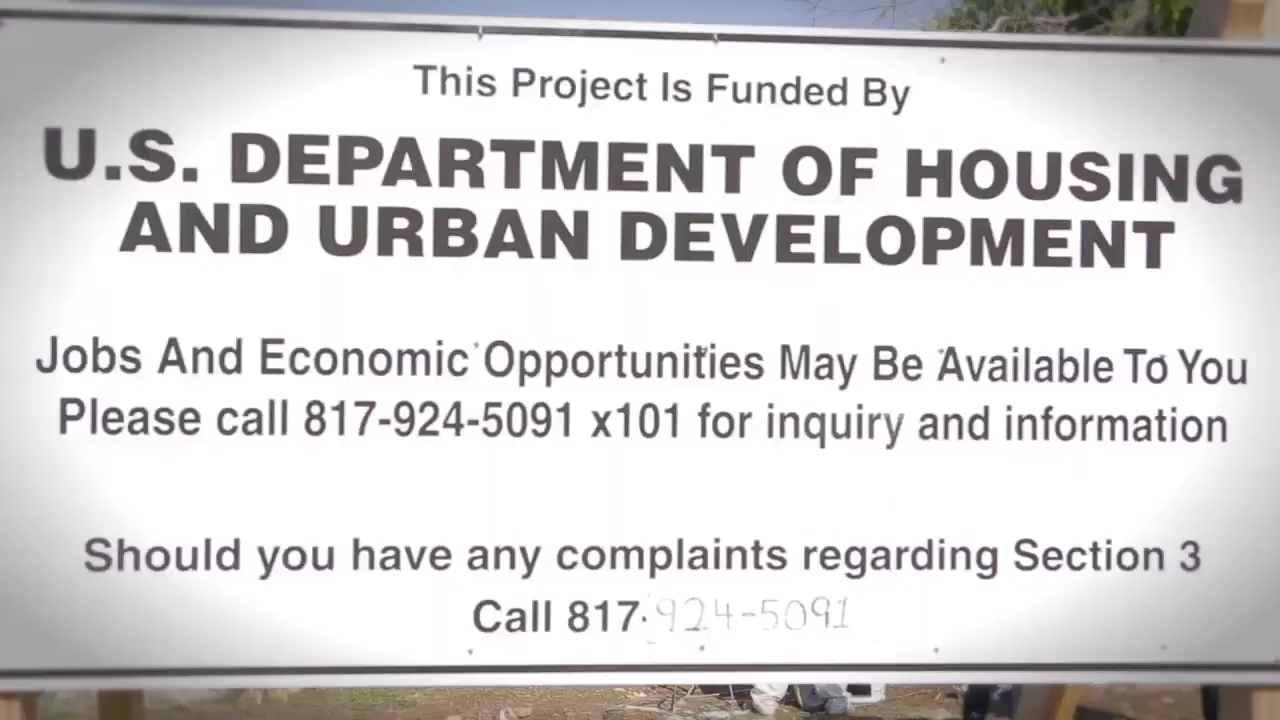 This Project Is Funded By
U.S. DEPARTMENT OF HOUSING
AND URBAN DEVELOPMENT
Jobs And Economic Opportunities May Be Available To You
Please call 817-924-5091 x101 for inquiry and information
Should you have any complaints regarding Section 3
Call 817-924-5091